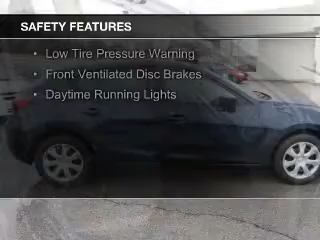 SAFETY FEATURES
• Low Tire Pressure Warning
• Front Ventilated Disc Brakes
• Daytime Running Lights